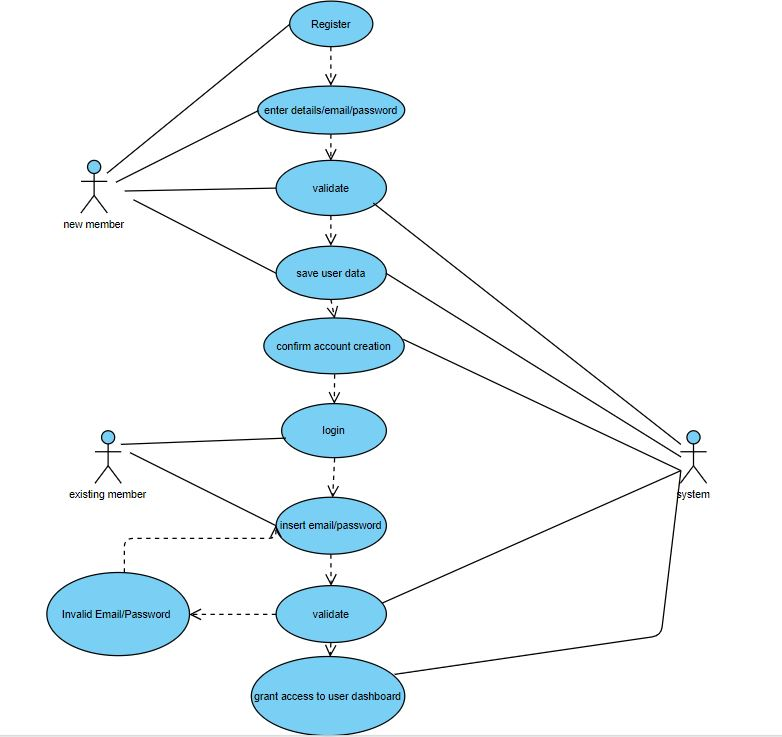 Register
enter details/email/password
validate
new member
save user data
confirm account creation
login
existing member
system
insert email/password
Invalid Email/Password
validate
grant access to user dashboard